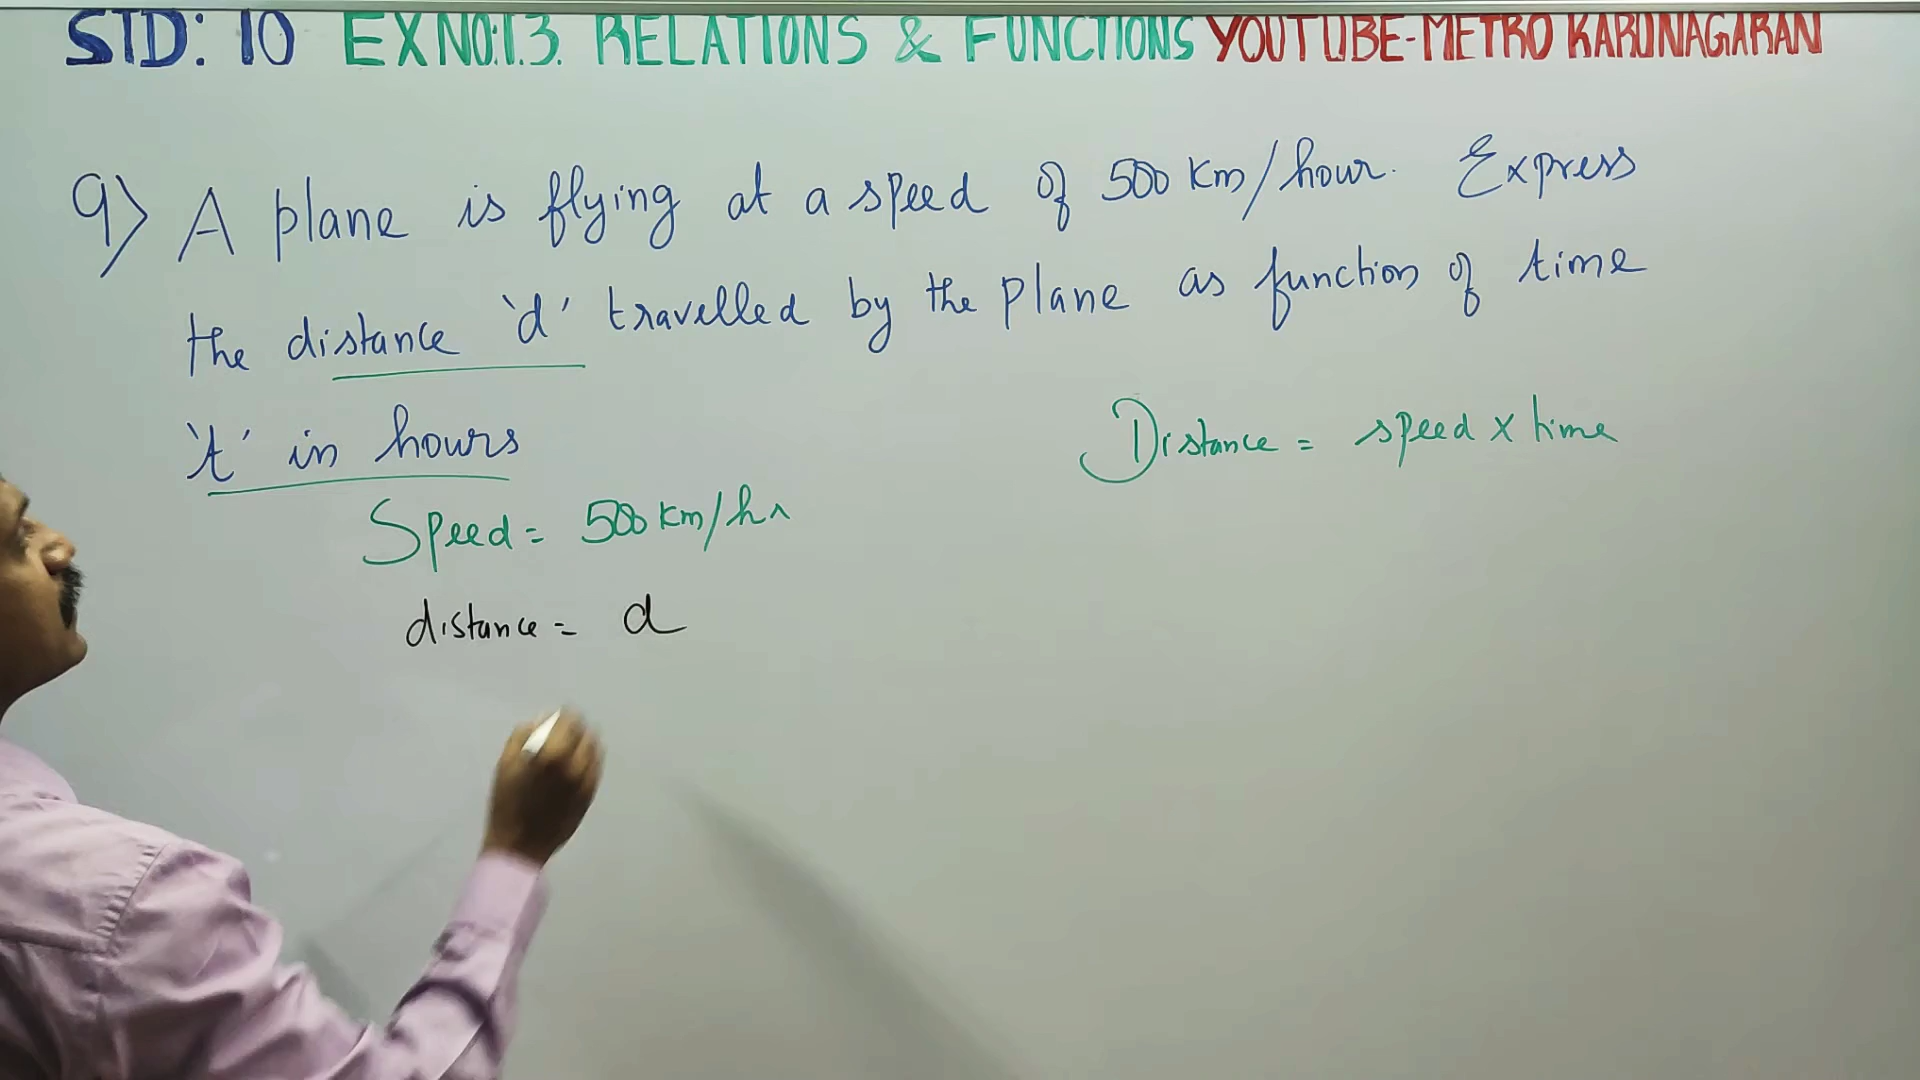 STD: 10 EX NO:1.3. RELATIONS & FUNCTIONS YOUTUBE-METRO KARUNAGARAN
9) A plane is flying at a speed of 500 km/hour. Express
the distance 'd' travelled by the plane as function of time
't' in hours
Distance = speed x time
Speed = 500 km/hr
distance = d